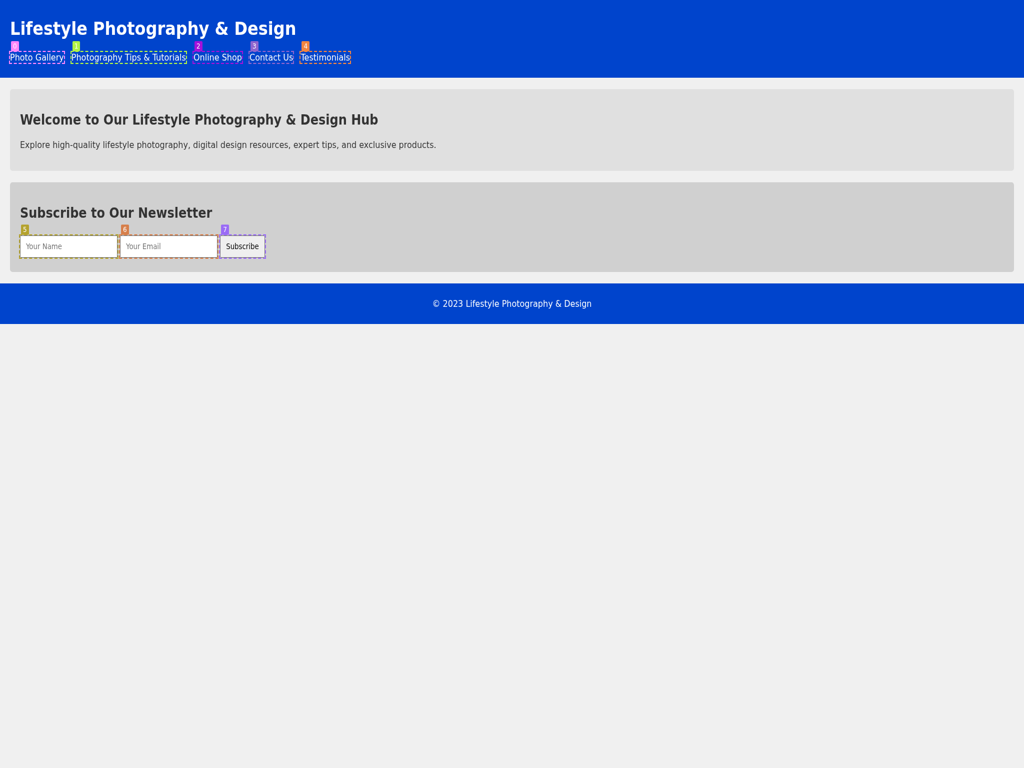 Lifestyle Photography & Design
0 1 2 3 4
Photo Gallery Photography Tips & Tutorials Online Shop Contact Us Testimonials
Welcome to Our Lifestyle Photography & Design Hub
Explore high-quality lifestyle photography, digital design resources, expert tips, and exclusive products.
Subscribe to Our Newsletter
5 6 7
Your Name Your Email Subscribe
© 2023 Lifestyle Photography & Design